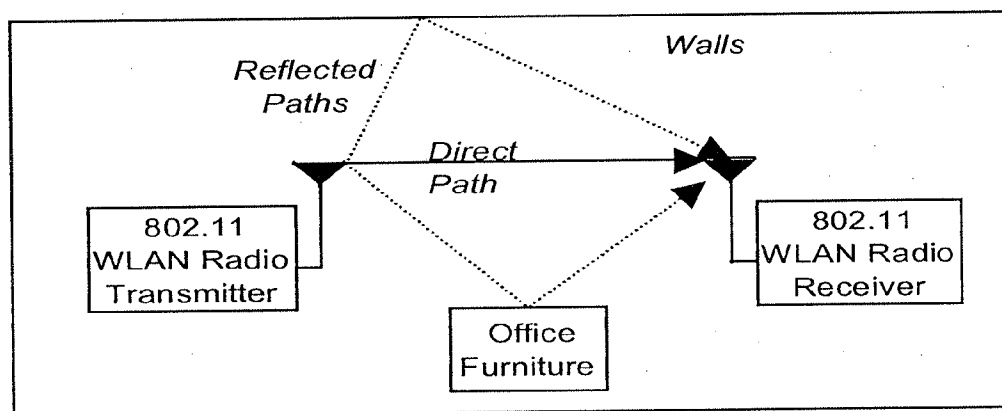 Walls
Reflected
Paths
Direct
Path
802.11
WLAN Radio
Transmitter
802.11
WLAN Radio
Receiver
Office
Furniture